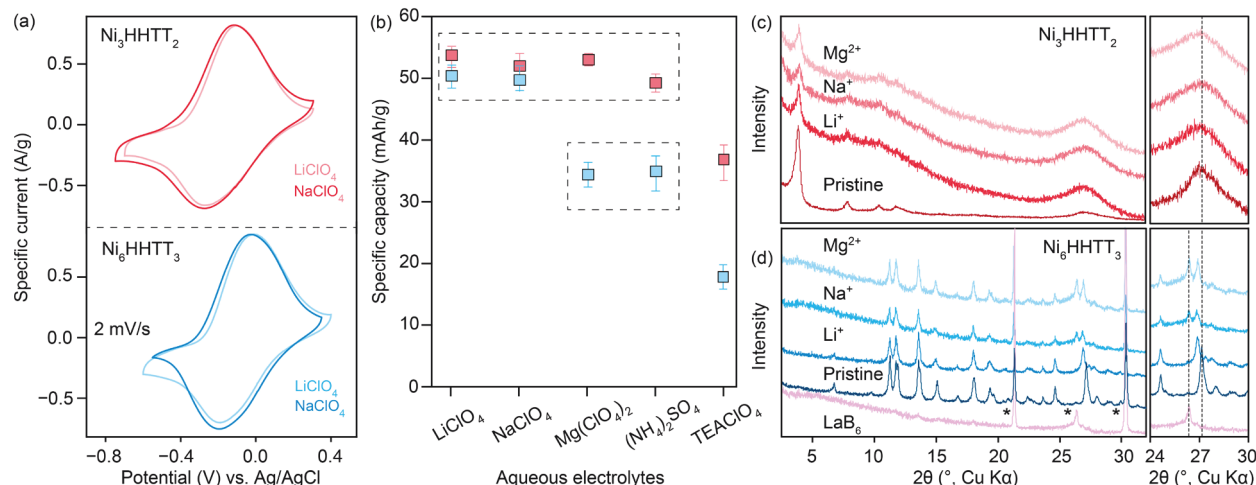 (a)
Ni₃HHTT₂
0.5
0.0
−0.5
LiClO₄
NaClO₄
Ni₆HHTT₃
0.5
2 mV/s
0.0
−0.5
LiClO₄
NaClO₄
−0.8
−0.4
0.0
0.4
Specific current (A/g)
Potential (V) vs. Ag/AgCl
(b)
60
50
40
30
20
10
0
Specific capacity (mAh/g)
LiClO₄
NaClO₄
Mg(ClO₄)₂
(NH₄)₂SO₄
TEAClO₄
Aqueous electrolytes
(c)
Ni₃HHTT₂
Mg²⁺
Na⁺
Li⁺
Pristine
Intensity
(d)
Ni₆HHTT₃
Mg²⁺
Na⁺
Li⁺
Pristine
* * *
LaB₆
Intensity
5 10 15 20 25 30
2θ (°, Cu Kα)
24 26 28 30
2θ (°, Cu Kα)